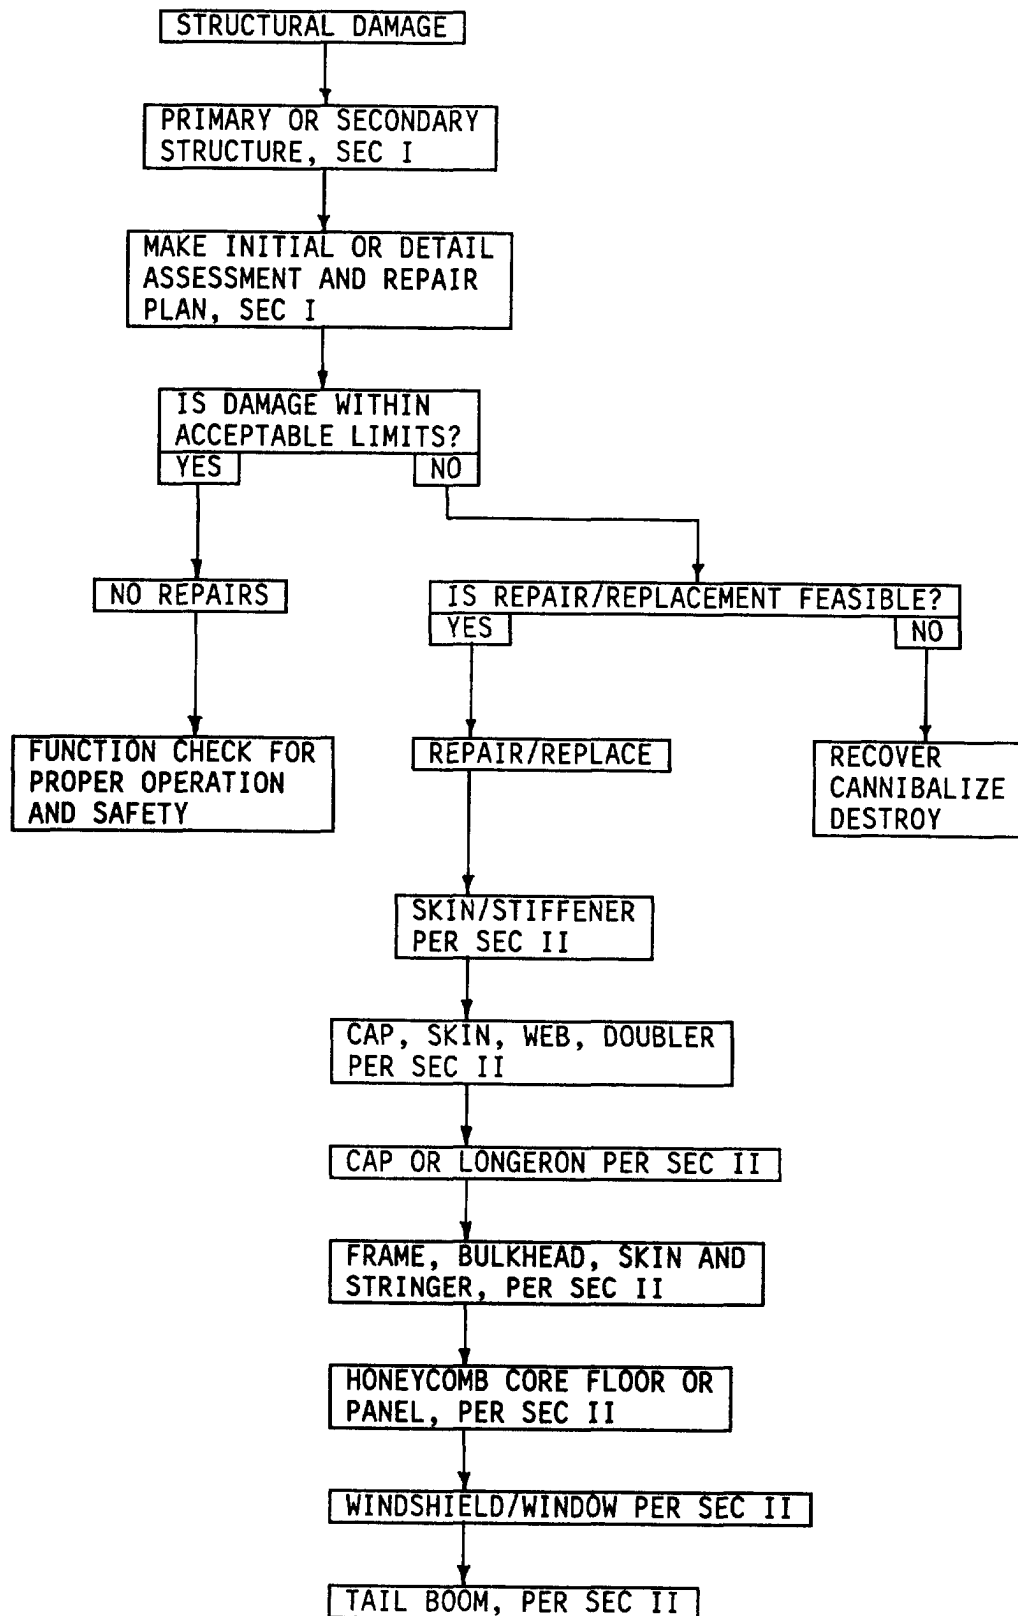 STRUCTURAL DAMAGE
PRIMARY OR SECONDARY
STRUCTURE, SEC I
MAKE INITIAL OR DETAIL
ASSESSMENT AND REPAIR
PLAN, SEC I
IS DAMAGE WITHIN
ACCEPTABLE LIMITS?
YES
NO
NO REPAIRS
IS REPAIR/REPLACEMENT FEASIBLE?
YES
NO
FUNCTION CHECK FOR
PROPER OPERATION
AND SAFETY
REPAIR/REPLACE
RECOVER
CANNIBALIZE
DESTROY
SKIN/STIFFENER
PER SEC II
CAP, SKIN, WEB, DOUBLER
PER SEC II
CAP OR LONGERON PER SEC II
FRAME, BULKHEAD, SKIN AND
STRINGER, PER SEC II
HONEYCOMB CORE FLOOR OR
PANEL, PER SEC II
WINDSHIELD/WINDOW PER SEC II
TAIL BOOM, PER SEC II